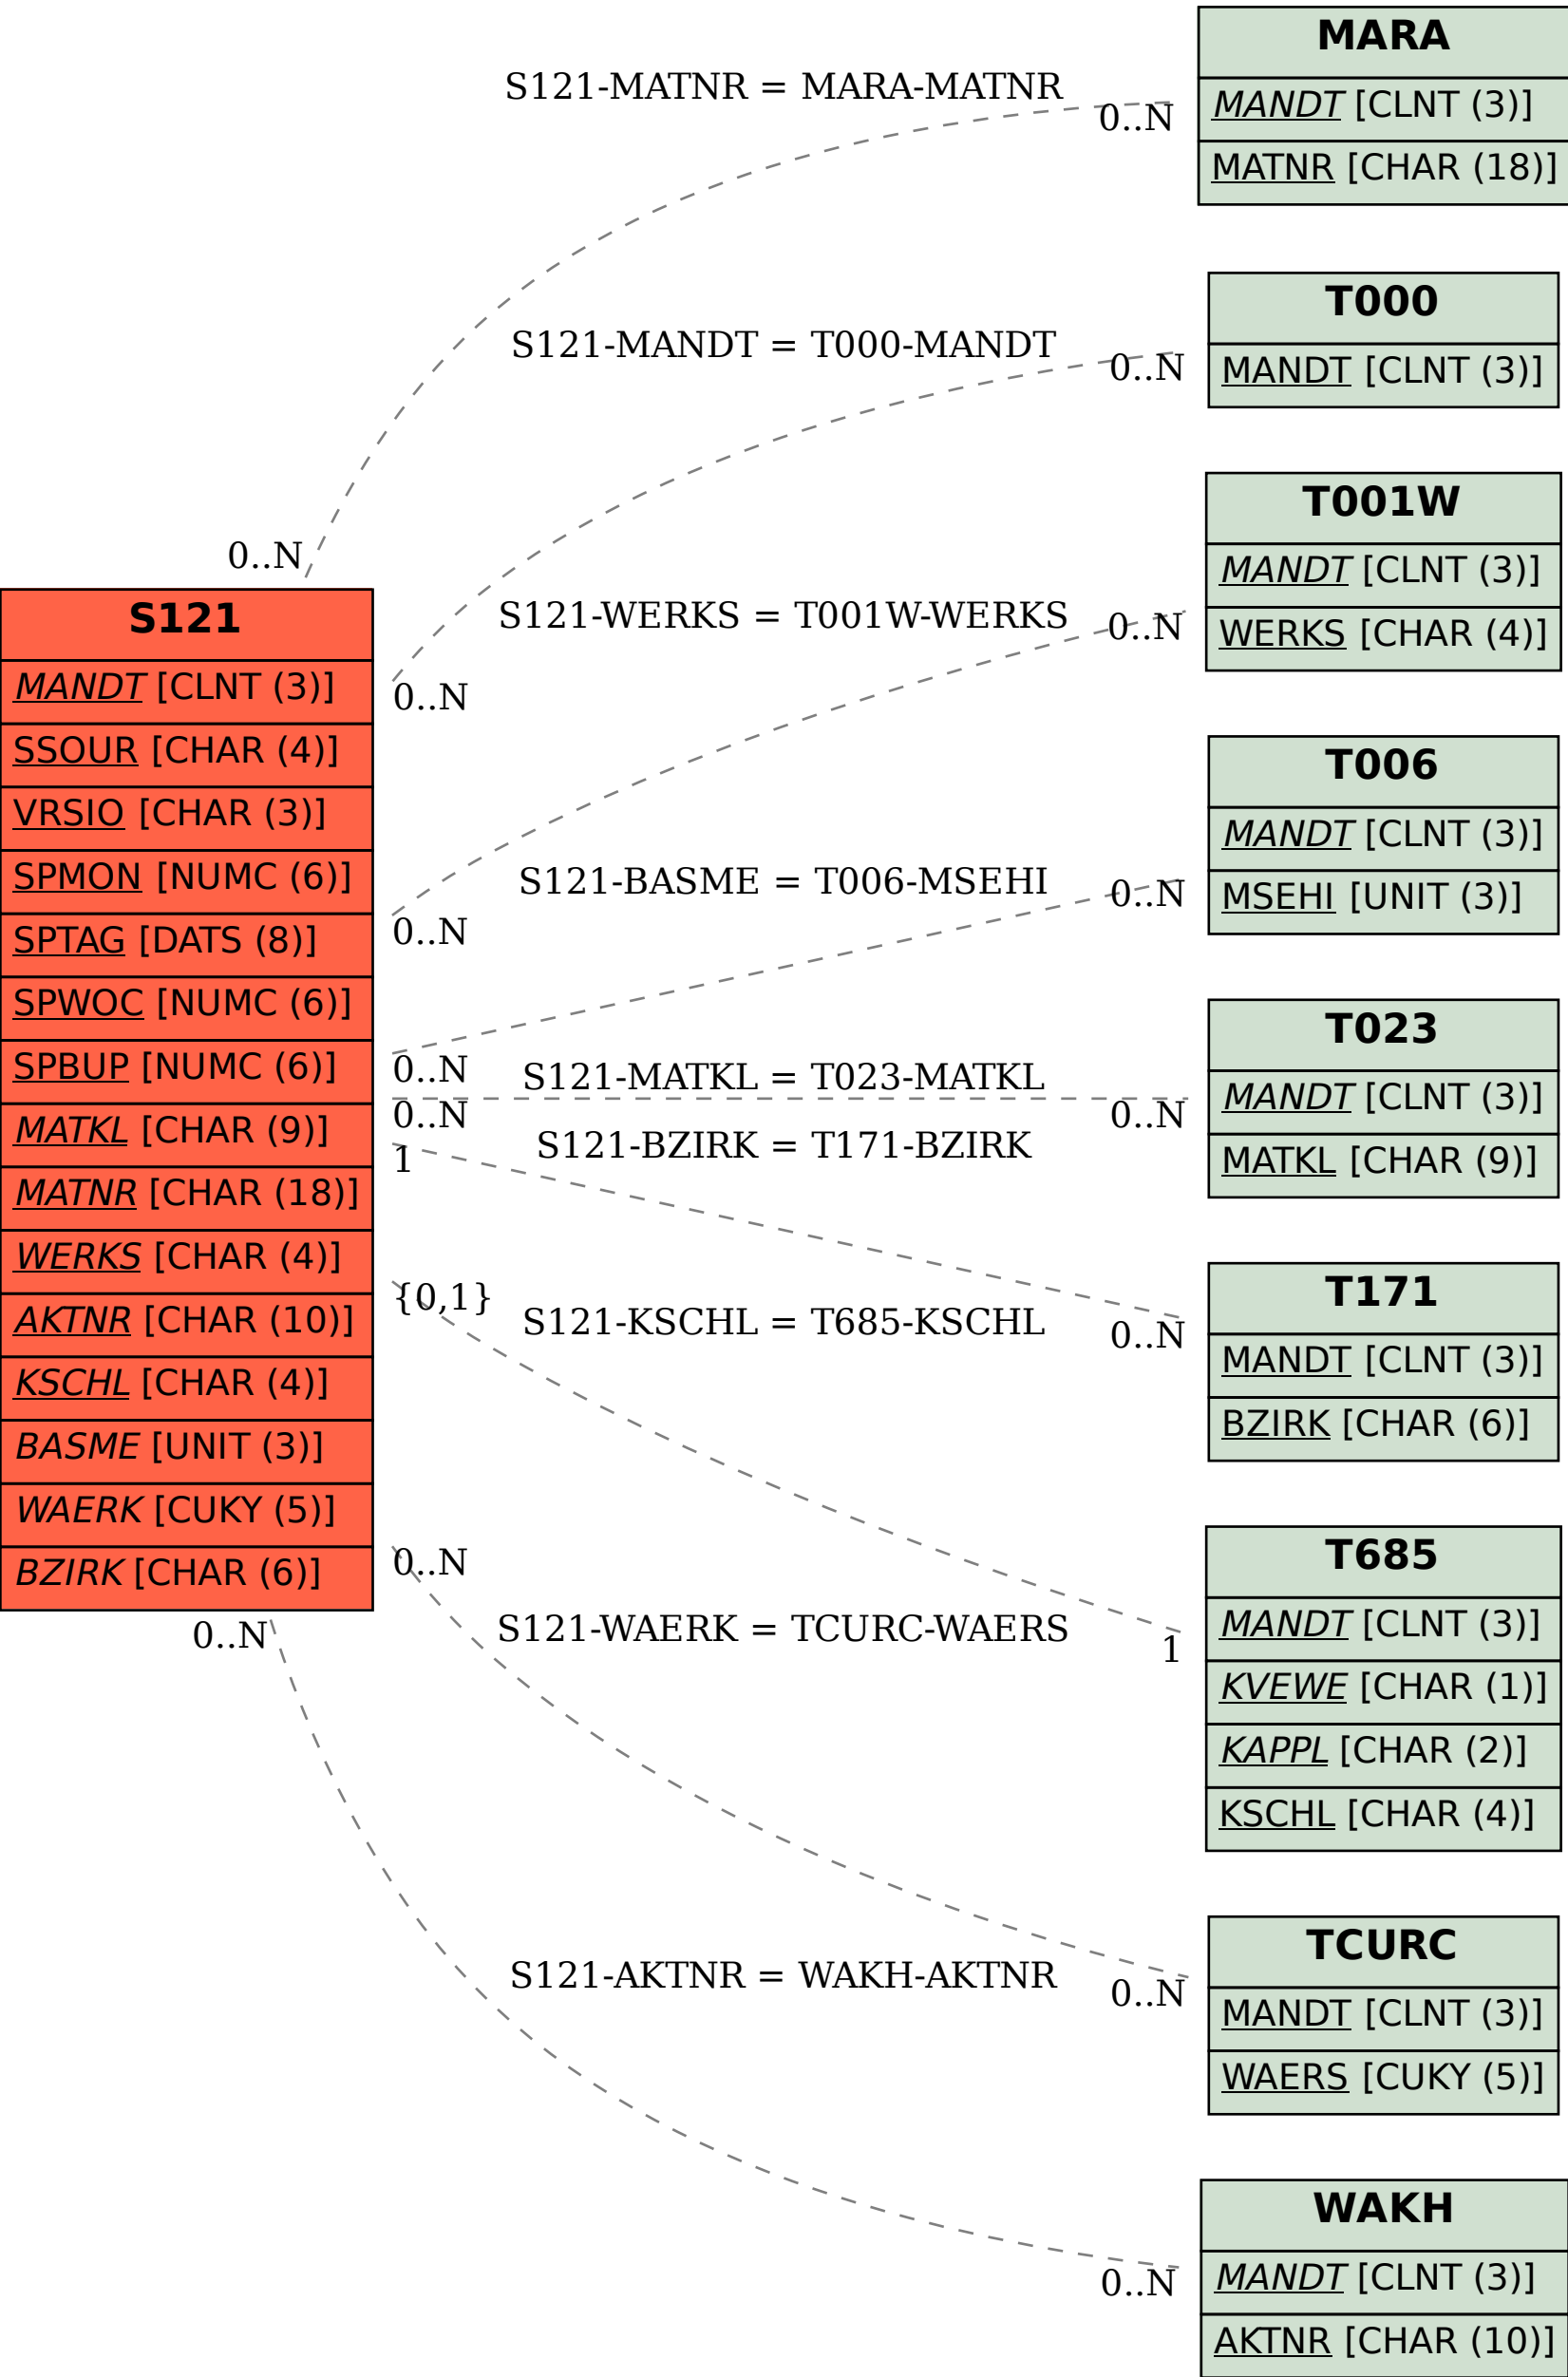 MARA
MANDT [CLNT (3)]
MATNR [CHAR (18)]
S121-MATNR = MARA-MATNR
0..N
0..N
T000
MANDT [CLNT (3)]
S121-MANDT = T000-MANDT
0..N
0..N
T001W
MANDT [CLNT (3)]
WERKS [CHAR (4)]
S121-WERKS = T001W-WERKS
0..N
0..N
S121
MANDT [CLNT (3)]
SSOUR [CHAR (4)]
VRSIO [CHAR (3)]
SPMON [NUMC (6)]
SPTAG [DATS (8)]
SPWOC [NUMC (6)]
SPBUP [NUMC (6)]
MATKL [CHAR (9)]
MATNR [CHAR (18)]
WERKS [CHAR (4)]
AKTNR [CHAR (10)]
KSCHL [CHAR (4)]
BASME [UNIT (3)]
WAERK [CUKY (5)]
BZIRK [CHAR (6)]
T006
MANDT [CLNT (3)]
MSEHI [UNIT (3)]
S121-BASME = T006-MSEHI
0..N
0..N
T023
MANDT [CLNT (3)]
MATKL [CHAR (9)]
S121-MATKL = T023-MATKL
0..N
0..N
T171
MANDT [CLNT (3)]
BZIRK [CHAR (6)]
S121-BZIRK = T171-BZIRK
1
0..N
T685
MANDT [CLNT (3)]
KVEWE [CHAR (1)]
KAPPL [CHAR (2)]
KSCHL [CHAR (4)]
S121-KSCHL = T685-KSCHL
{0,1}
1
TCURC
MANDT [CLNT (3)]
WAERS [CUKY (5)]
S121-WAERK = TCURC-WAERS
0..N
0..N
WAKH
MANDT [CLNT (3)]
AKTNR [CHAR (10)]
S121-AKTNR = WAKH-AKTNR
0..N
0..N